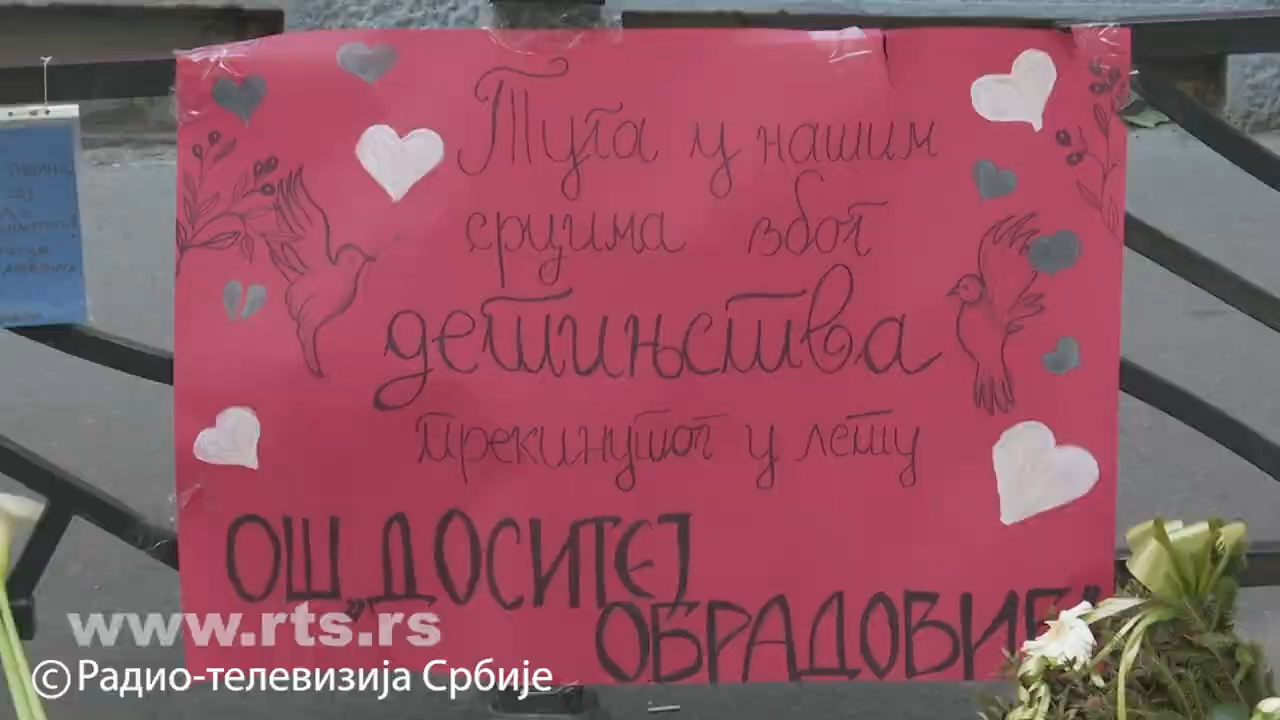 Туга у нашим
срцима због
детињства
прекинутог у лету
ОШ „ДОСИТЕЈ
ОБРАДОВИЋ"
www.rts.rs
©Радио-телевизија Србије